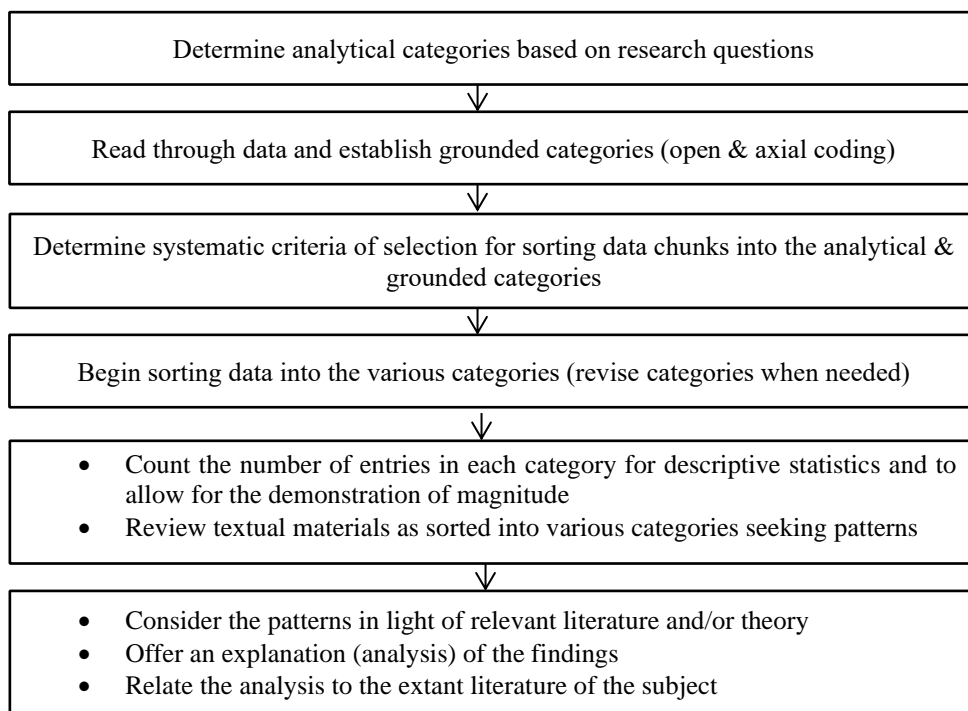 Determine analytical categories based on research questions
Read through data and establish grounded categories (open & axial coding)
Determine systematic criteria of selection for sorting data chunks into the analytical &
grounded categories
Begin sorting data into the various categories (revise categories when needed)
• Count the number of entries in each category for descriptive statistics and to
allow for the demonstration of magnitude
• Review textual materials as sorted into various categories seeking patterns
• Consider the patterns in light of relevant literature and/or theory
• Offer an explanation (analysis) of the findings
• Relate the analysis to the extant literature of the subject